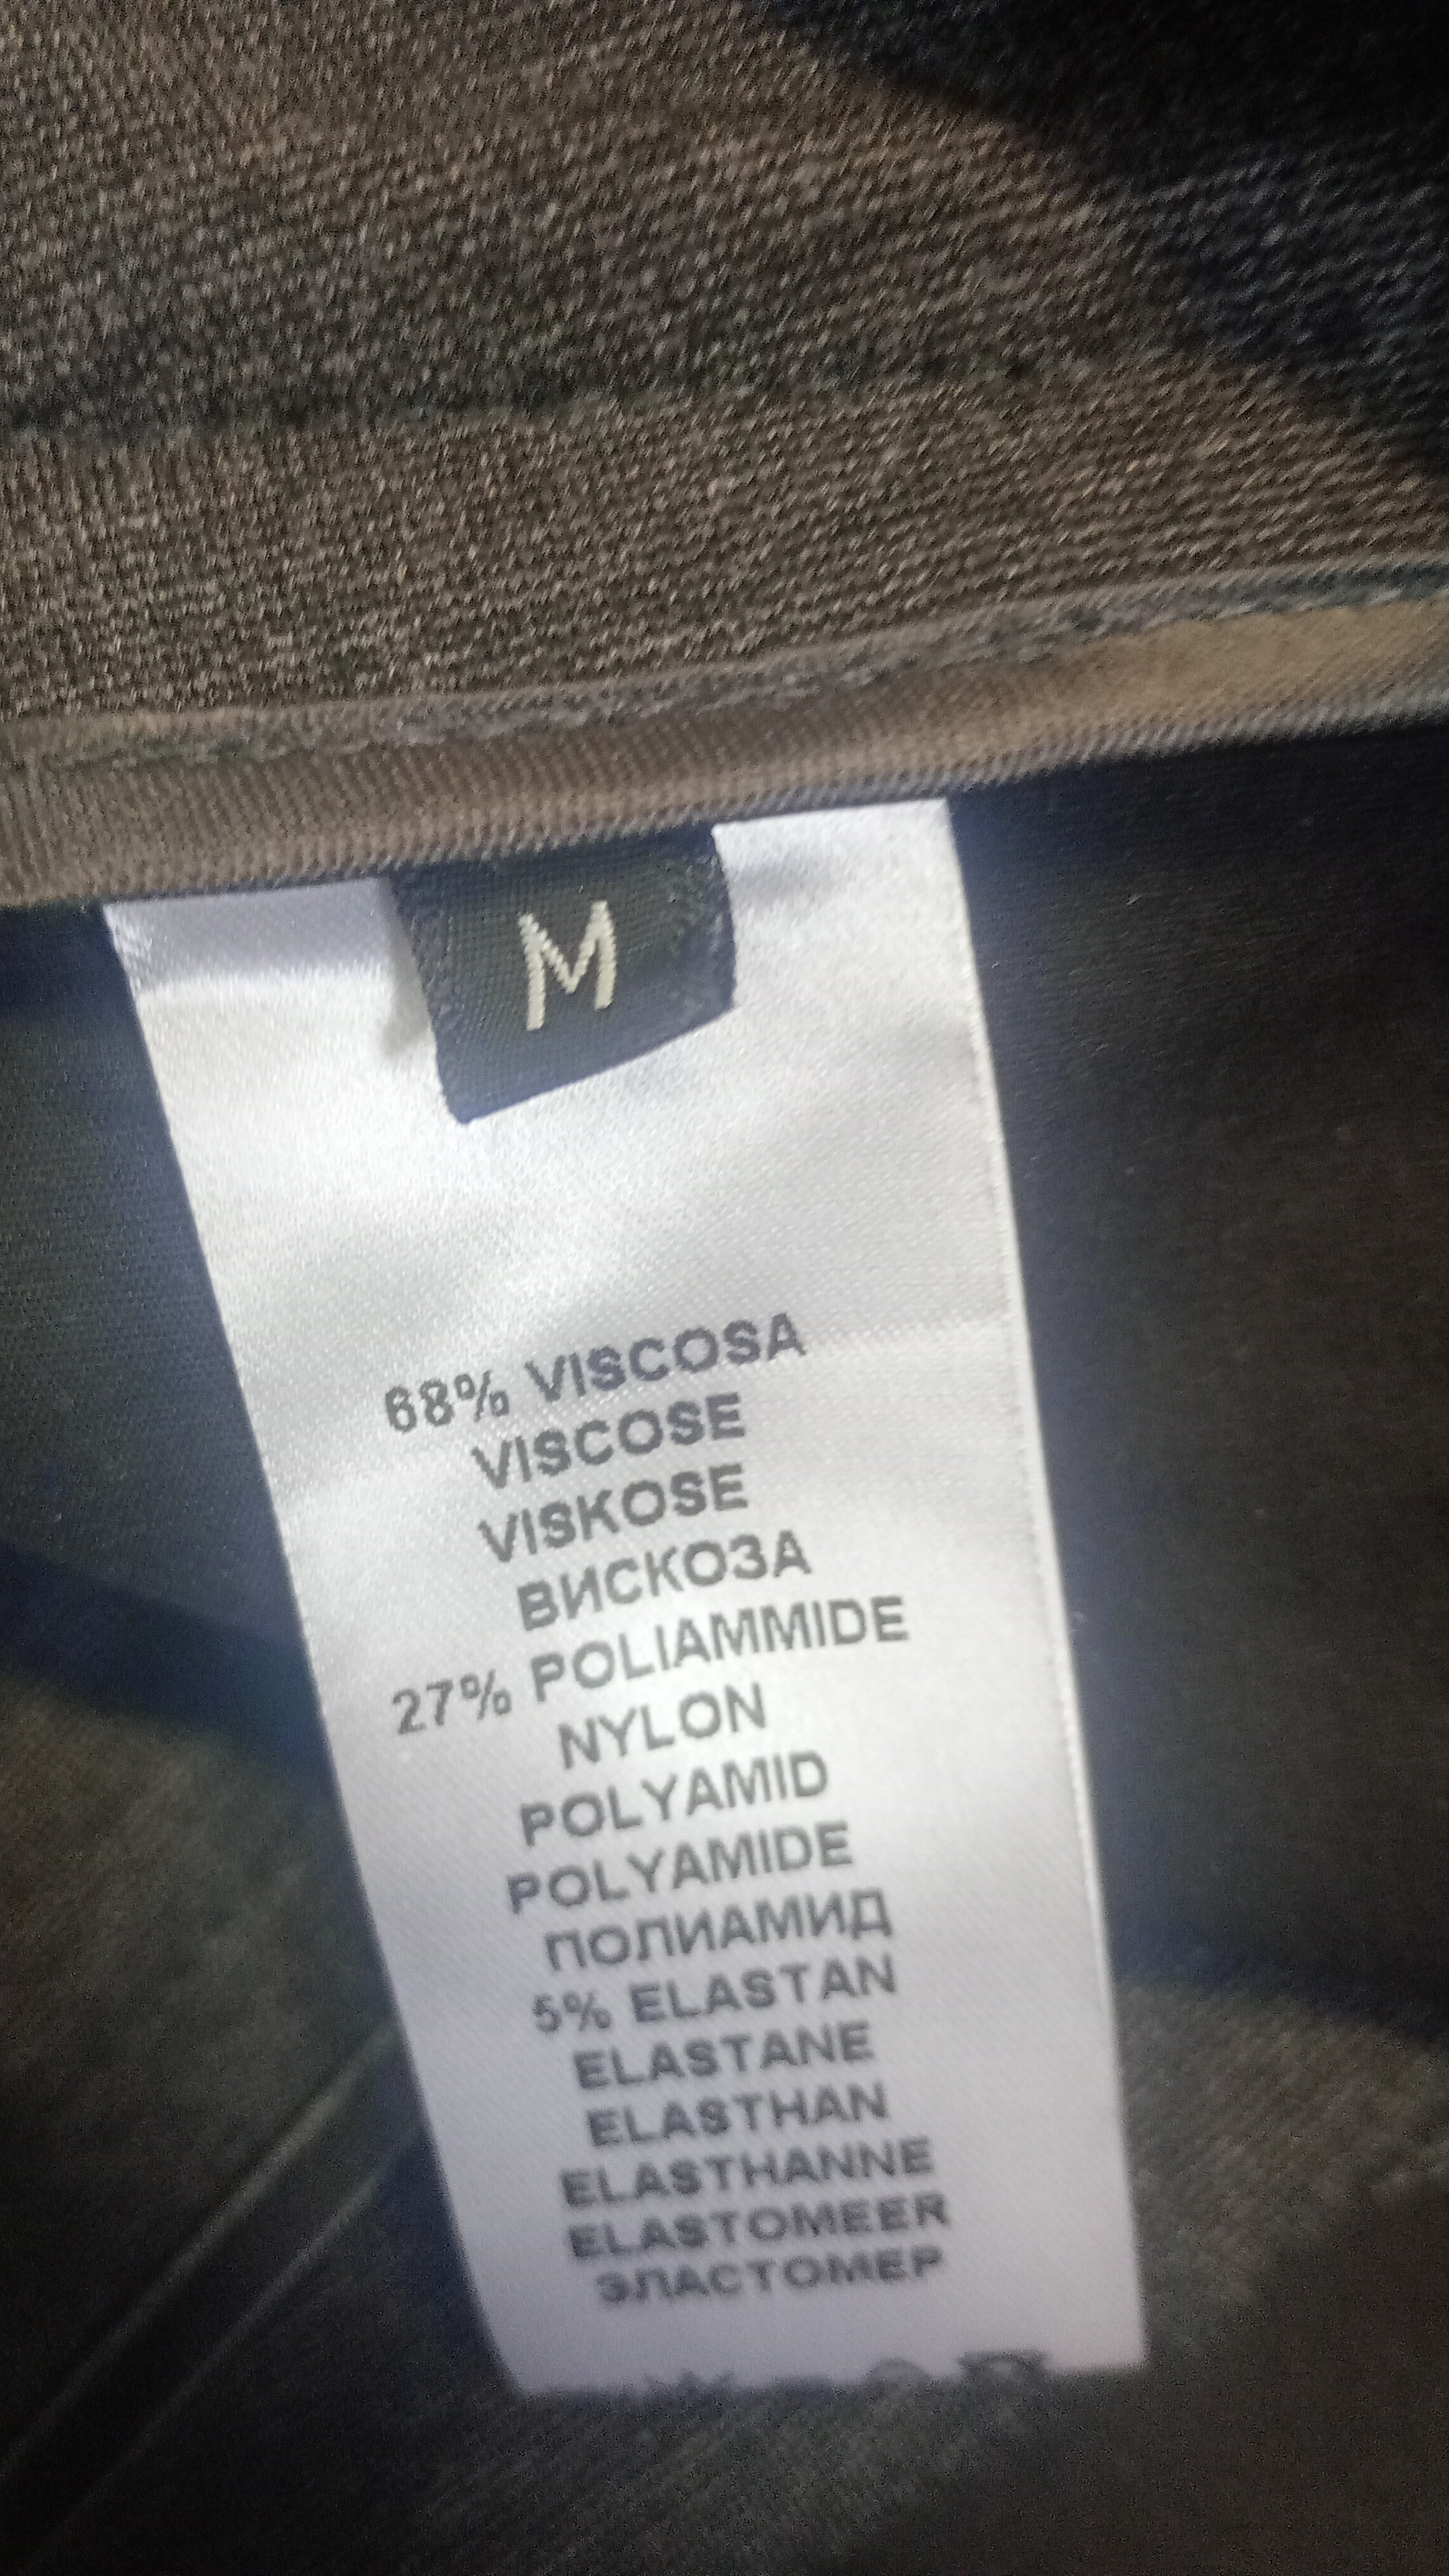 M
68% VISCOSA
VISCOSE
VISKOSE
ВИСКОЗА
27% POLIAMMIDE
NYLON
POLYAMID
POLYAMIDE
ПОЛИАМИД
5% ELASTAN
ELASTANE
ELASTHAN
ELASTHANNE
ELASTOMEER
ЭЛАСТОМЕР